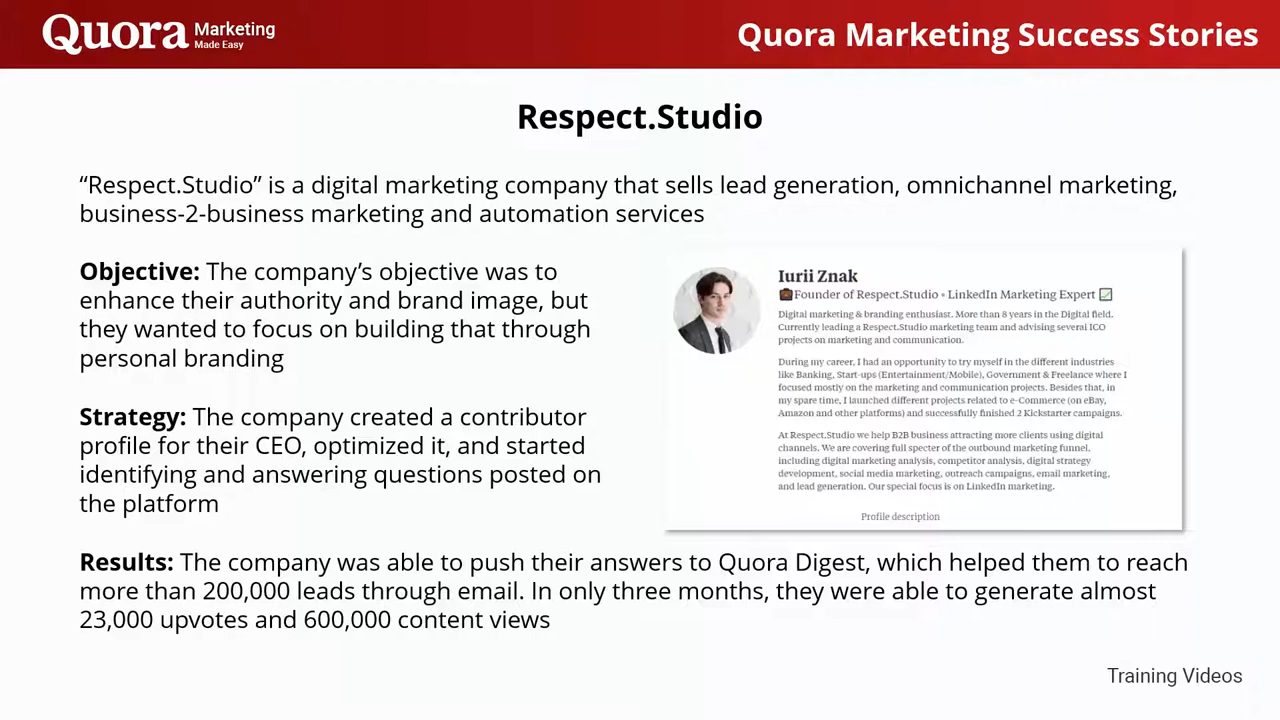 Quora Marketing
Made Easy
Quora Marketing Success Stories
Respect.Studio
“Respect.Studio” is a digital marketing company that sells lead generation, omnichannel marketing,
business-2-business marketing and automation services
Objective: The company’s objective was to
enhance their authority and brand image, but
they wanted to focus on building that through
personal branding
Strategy: The company created a contributor
profile for their CEO, optimized it, and started
identifying and answering questions posted on
the platform
Iurii Znak
💼Founder of Respect.Studio • LinkedIn Marketing Expert 💹
Digital marketing & branding enthusiast. More than 8 years in the Digital field.
Currently leading a Respect.Studio marketing team and advising several ICO
projects on marketing and communication.
During my career, I had an opportunity to try myself in the different industries
like Banking, Start-ups (Entertainment/Mobile), Government & Freelance where I
focused mostly on the marketing and communication projects. Besides that, in
my spare time, I launched different projects related to e-Commerce (on eBay,
Amazon and other platforms) and successfully finished 2 Kickstarter campaigns.
At Respect.Studio we help B2B business attracting more clients using digital
channels. We are covering full specter of the outbound marketing funnel,
including digital marketing analysis, competitor analysis, digital strategy
development, social media marketing, outreach campaigns, email marketing,
and lead generation. Our special focus is on LinkedIn marketing.
Profile description
Results: The company was able to push their answers to Quora Digest, which helped them to reach
more than 200,000 leads through email. In only three months, they were able to generate almost
23,000 upvotes and 600,000 content views
Training Videos